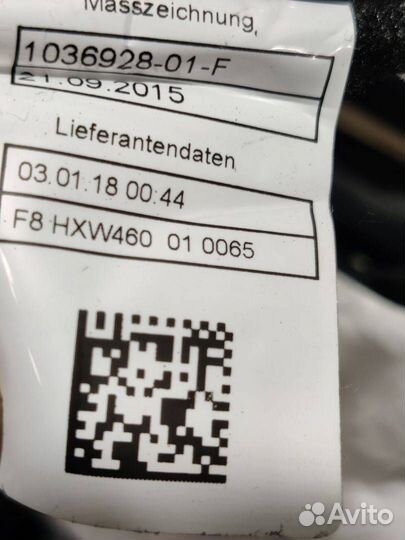 Masszeichnung
1036928-01-F
21.09.2015
Lieferantendaten
03.01.18 00:44
F8 HXW460 01 0065
Avito